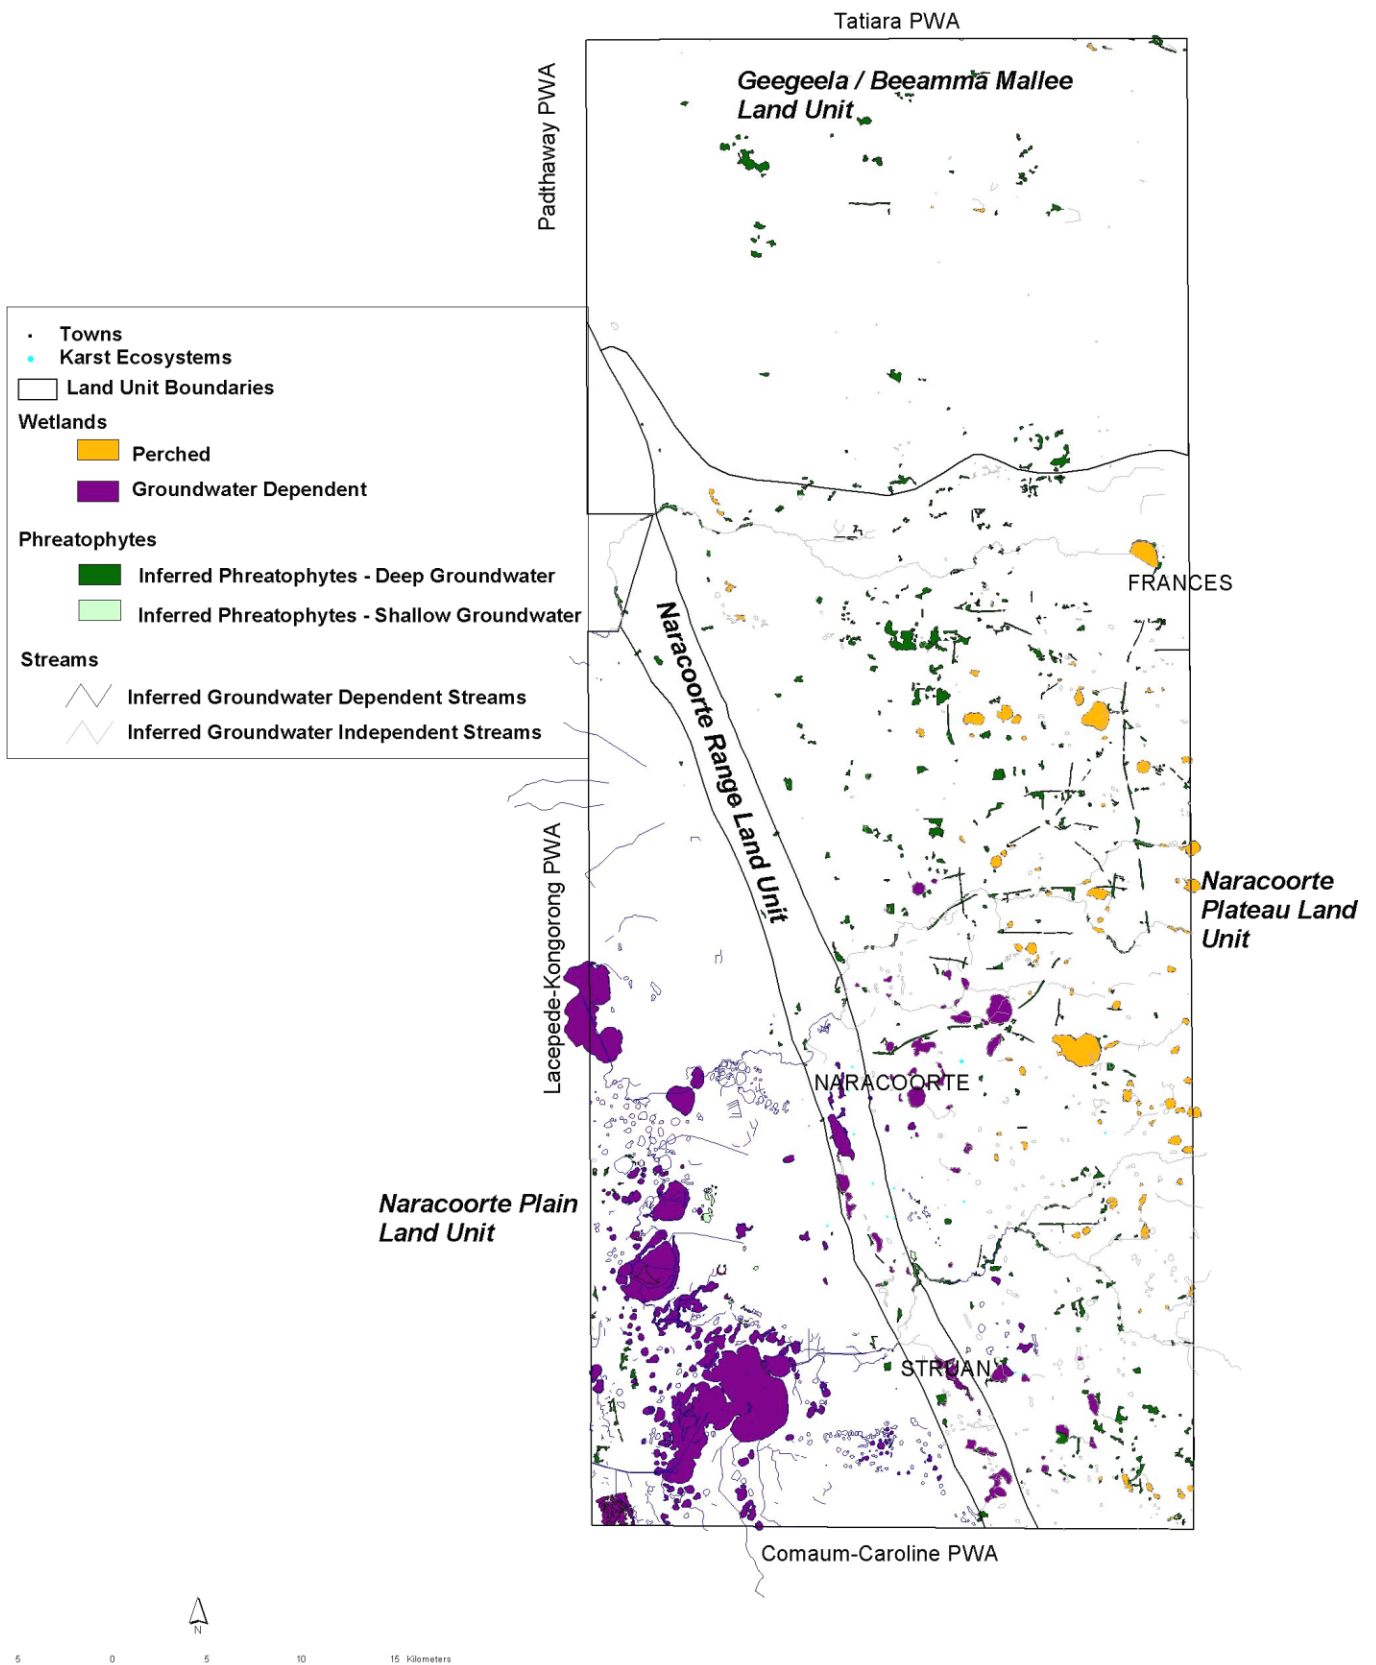 Tatiara PWA
Padthaway PWA
Geegeela / Beeamma Mallee
Land Unit
Towns
Karst Ecosystems
Land Unit Boundaries
Wetlands
Perched
Groundwater Dependent
Phreatophytes
Inferred Phreatophytes - Deep Groundwater
Inferred Phreatophytes - Shallow Groundwater
Streams
Inferred Groundwater Dependent Streams
Inferred Groundwater Independent Streams
FRANCES
Naracoorte Range Land Unit
Lacepede-Kongorong PWA
Naracoorte
Plateau Land
Unit
NARACOORTE
Naracoorte Plain
Land Unit
STRUAN
Comaum-Caroline PWA
N
5 0 5 10 15 Kilometers